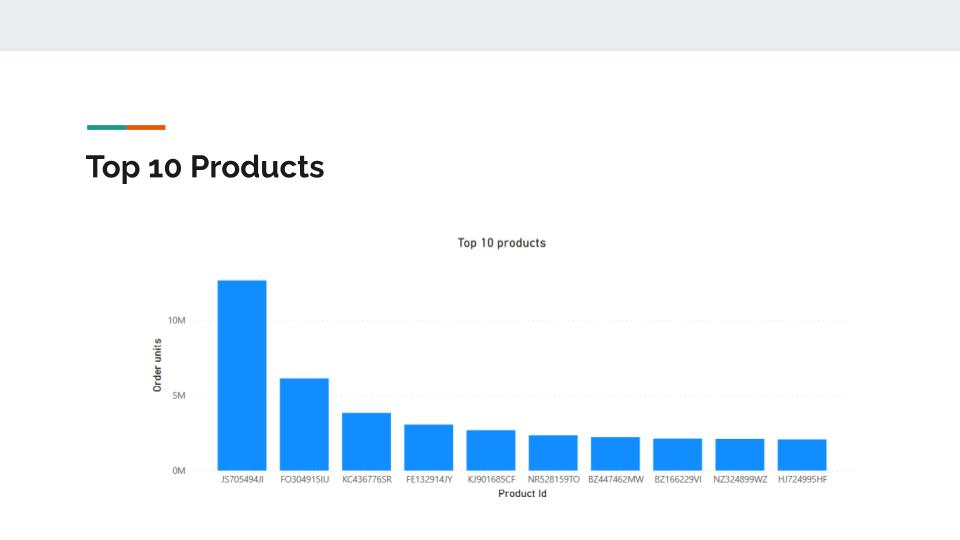 Top 10 Products
Top 10 products
10M
5M
0M
Order units
JS705494JI FO304915IU KC436776SR FE132914JY KJ901685CF NR528159TO BZ447462MW BZ166229VI NZ324899WZ HJ724995HF
Product Id